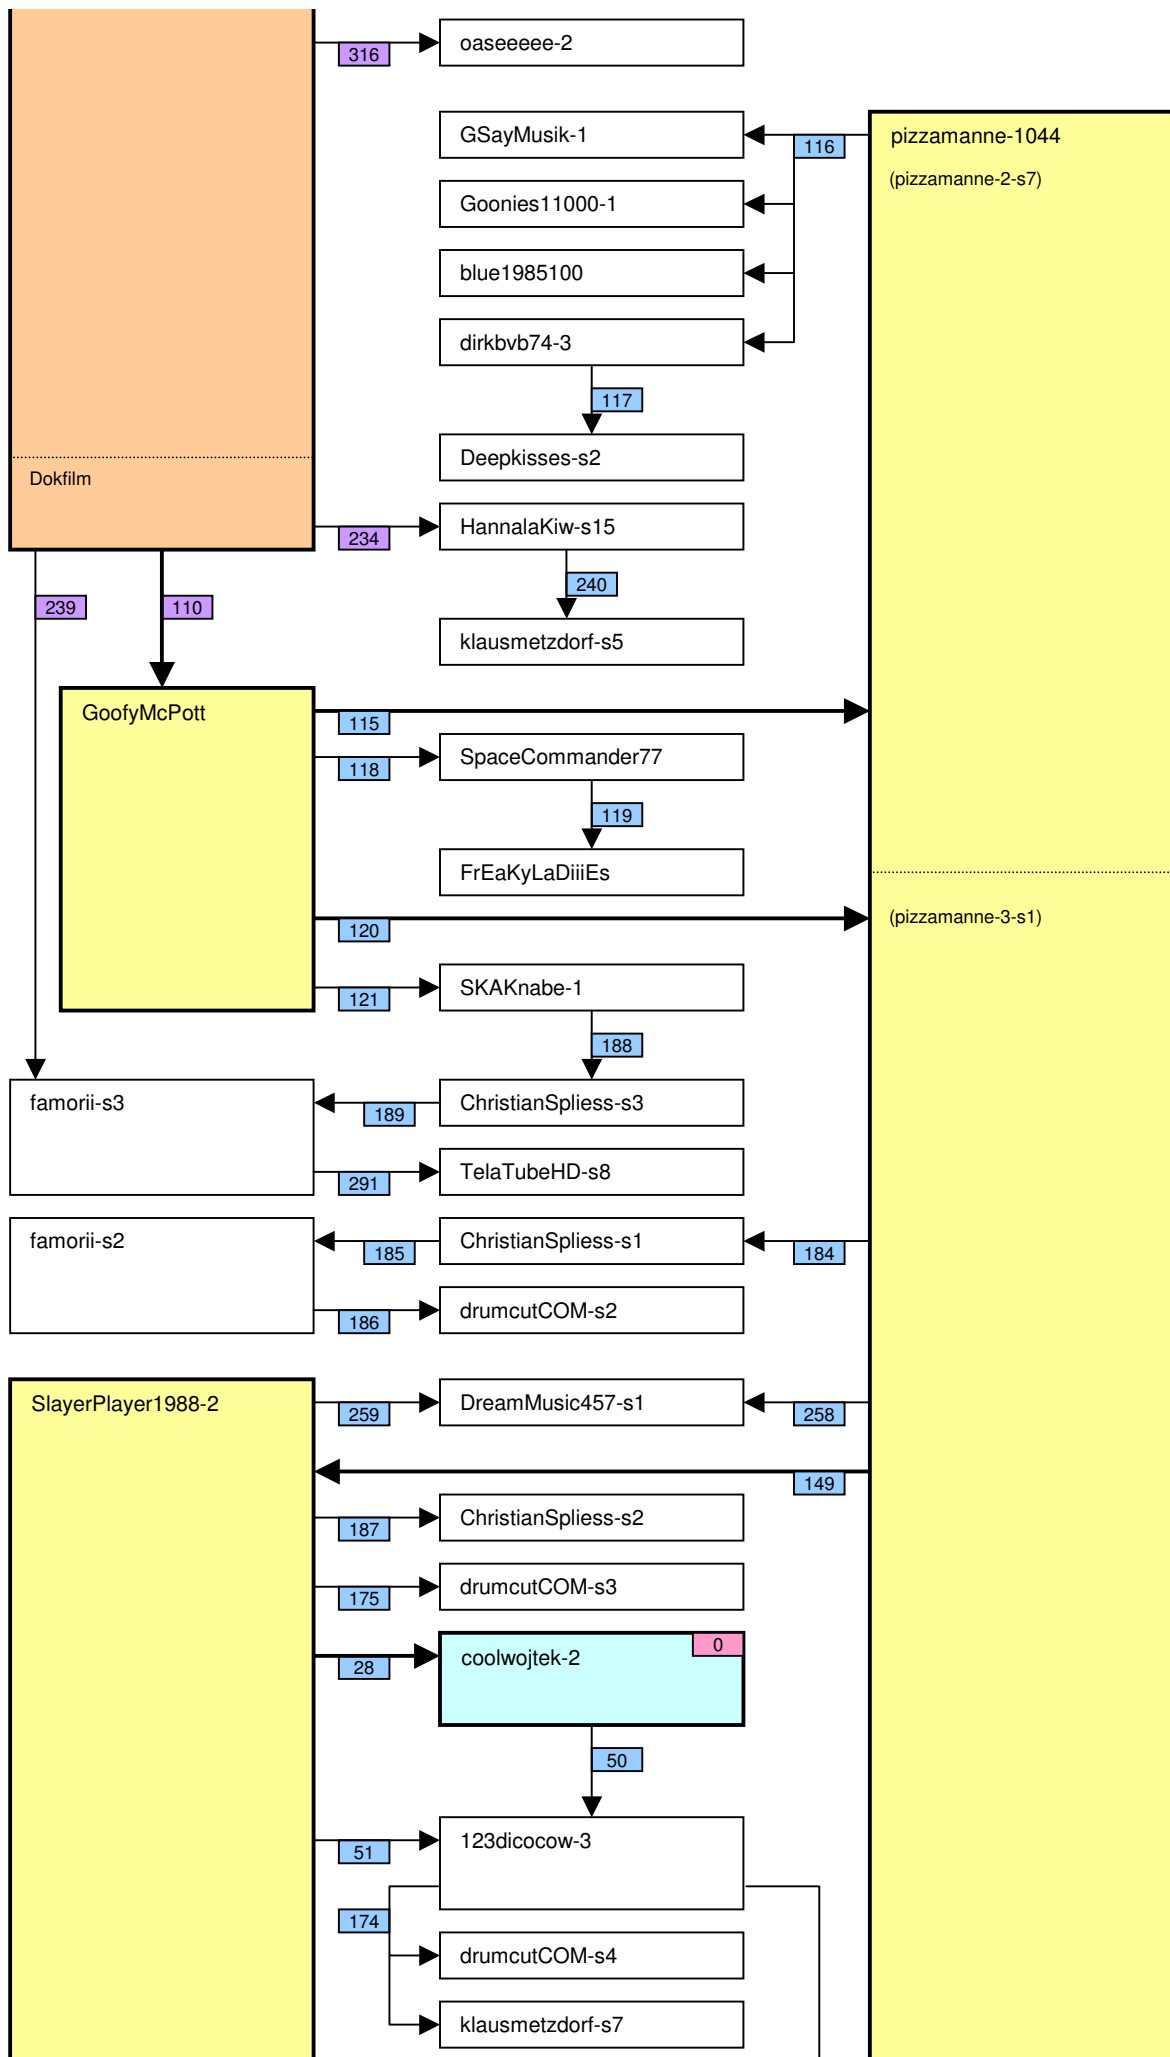 oaseeeee-2
316
GSayMusik-1
116
pizzamanne-1044
(pizzamanne-2-s7)
Goonies11000-1
blue1985100
dirkbvb74-3
117
Deepkisses-s2
Dokfilm
HannalaKiw-s15
234
240
239
110
klausmetzdorf-s5
GoofyMcPott
115
SpaceCommander77
118
119
FrEaKyLaDiiiEs
120
(pizzamanne-3-s1)
SKAKnabe-1
121
188
famorii-s3
ChristianSpliess-s3
189
TelaTubeHD-s8
291
famorii-s2
ChristianSpliess-s1
185
184
drumcutCOM-s2
186
SlayerPlayer1988-2
DreamMusic457-s1
259
258
149
ChristianSpliess-s2
187
drumcutCOM-s3
175
0
coolwojtek-2
28
50
123dicocow-3
51
174
drumcutCOM-s4
klausmetzdorf-s7